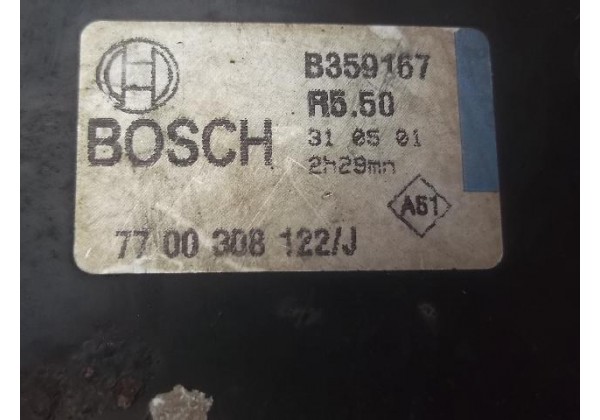 B359167
R5.50
BOSCH
31 05 01
2h29mn
A51
77 00 308 122/J